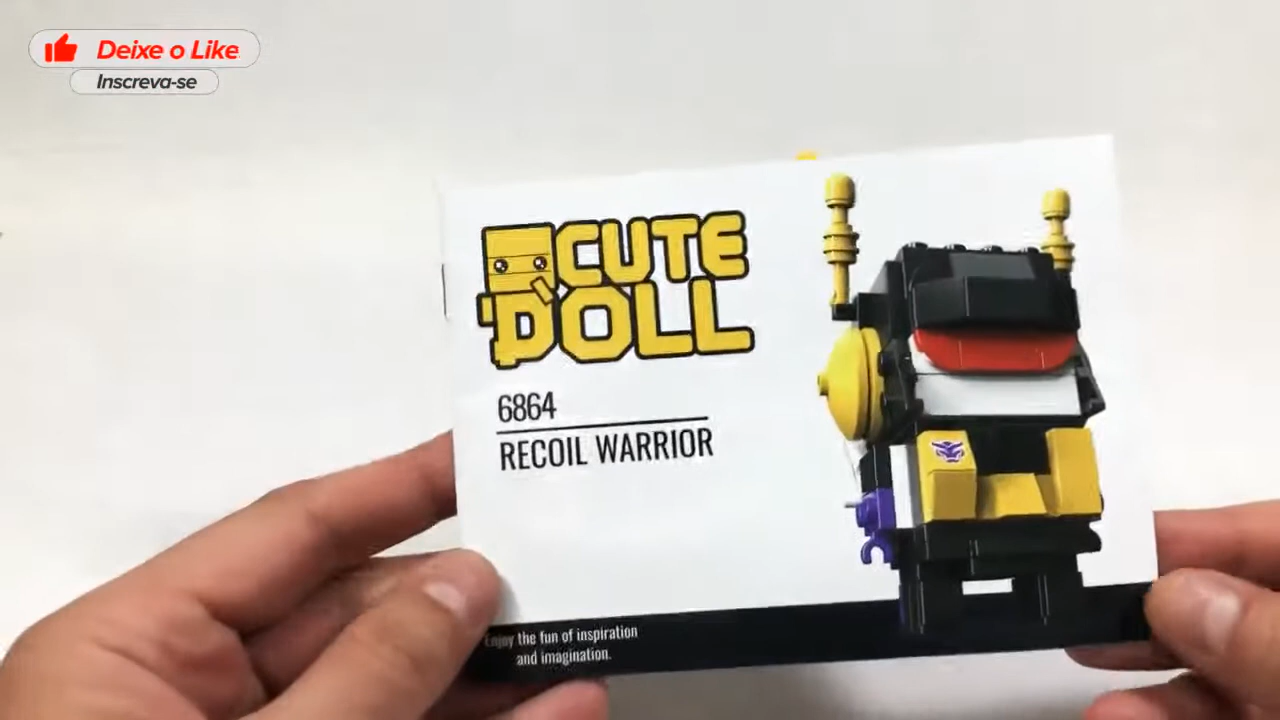 Deixe o Like
Inscreva-se
CUTE
DOLL
6864
RECOIL WARRIOR
Enjoy the fun of inspiration
and imagination.